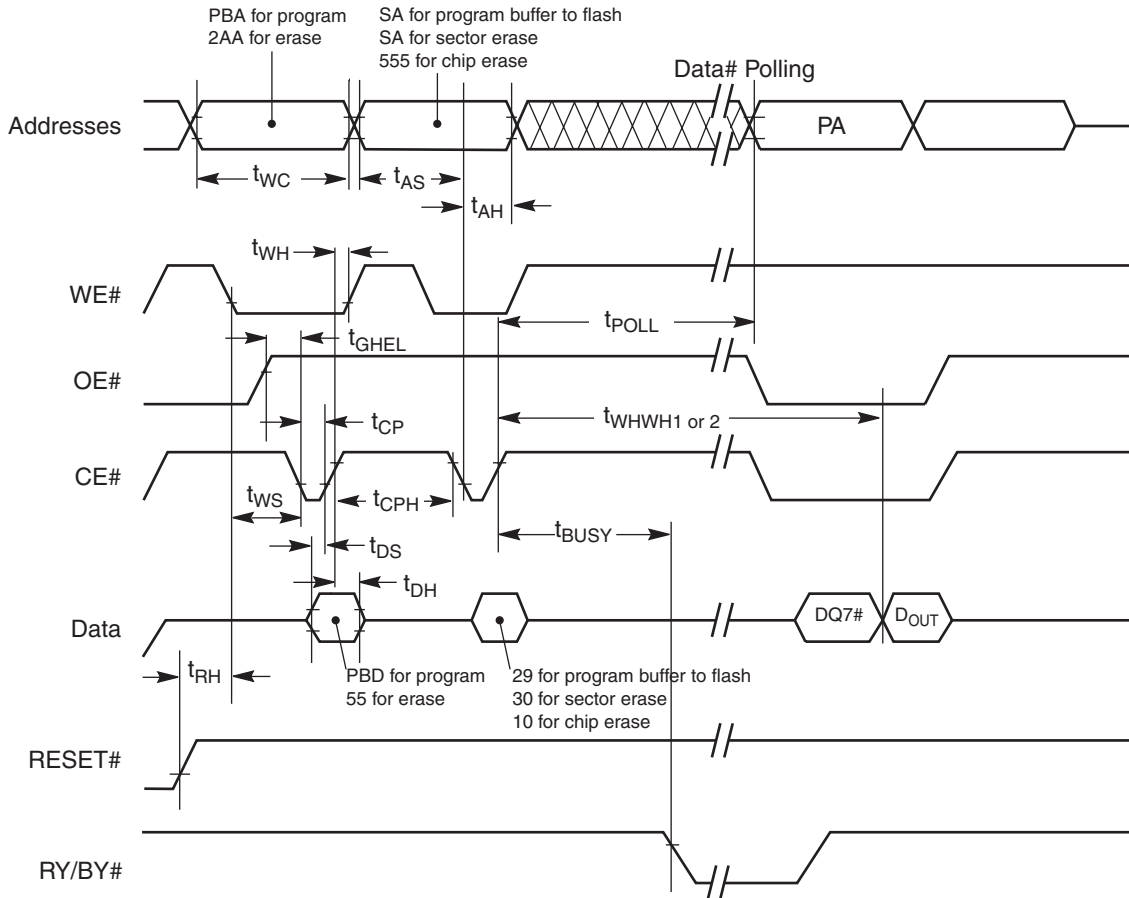 PBA for program
2AA for erase
SA for program buffer to flash
SA for sector erase
555 for chip erase
Data# Polling
Addresses
PA
tWC
tAS
tAH
tWH
WE#
tPOLL
tGHEL
OE#
tWHWH1 or 2
tCP
CE#
tWS
tCPH
tBUSY
tDS
tDH
Data
DQ7#
DOUT
tRH
PBD for program
55 for erase
29 for program buffer to flash
30 for sector erase
10 for chip erase
RESET#
RY/BY#